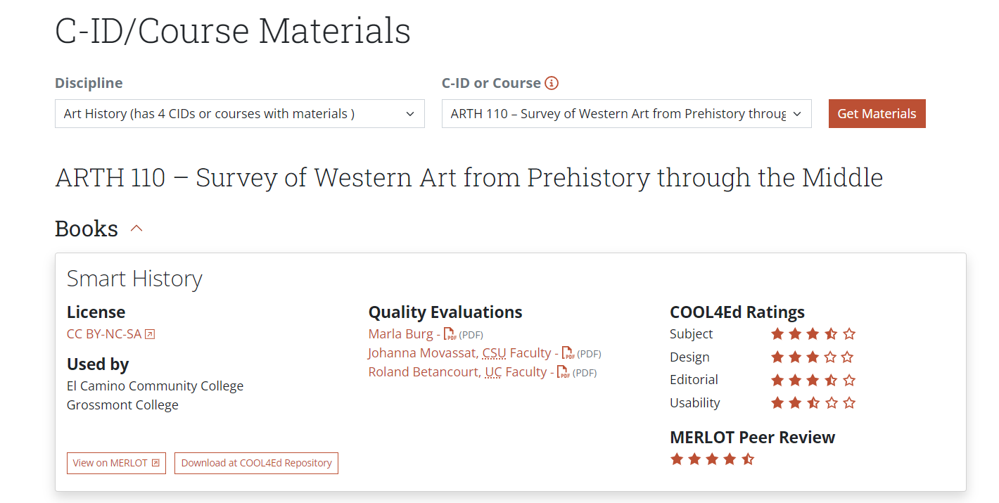 C-ID/Course Materials
Discipline
C-ID or Course
Art History (has 4 CIDs or courses with materials )
ARTH 110 – Survey of Western Art from Prehistory throug
Get Materials
ARTH 110 – Survey of Western Art from Prehistory through the Middle
Books
Smart History
License
CC BY-NC-SA
Used by
El Camino Community College
Grossmont College
View on MERLOT
Download at COOL4Ed Repository
Quality Evaluations
Marla Burg - PDF (PDF)
Johanna Movassat, CSU Faculty - PDF (PDF)
Roland Betancourt, UC Faculty - PDF (PDF)
COOL4Ed Ratings
Subject
Design
Editorial
Usability
MERLOT Peer Review